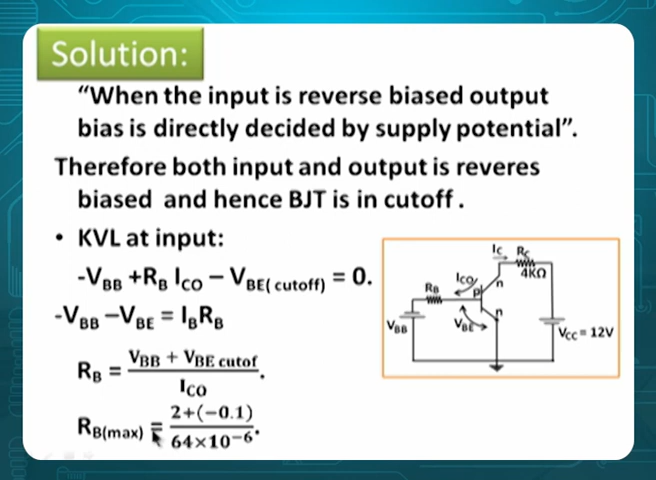 Solution:
“When the input is reverse biased output
bias is directly decided by supply potential”.
Therefore both input and output is reveres
biased and hence BJT is in cutoff.
• KVL at input:
-VBB +RB ICO – VBE( cutoff) = 0.
-VBB –VBE = IBRB
RB = (VBB + VBE cutof) / ICO.
RB(max) = (2+(−0.1)) / (64×10−6).
IC RC
4KΩ
ICO
RB
p
n
n
VBB
VBE
VCC = 12V